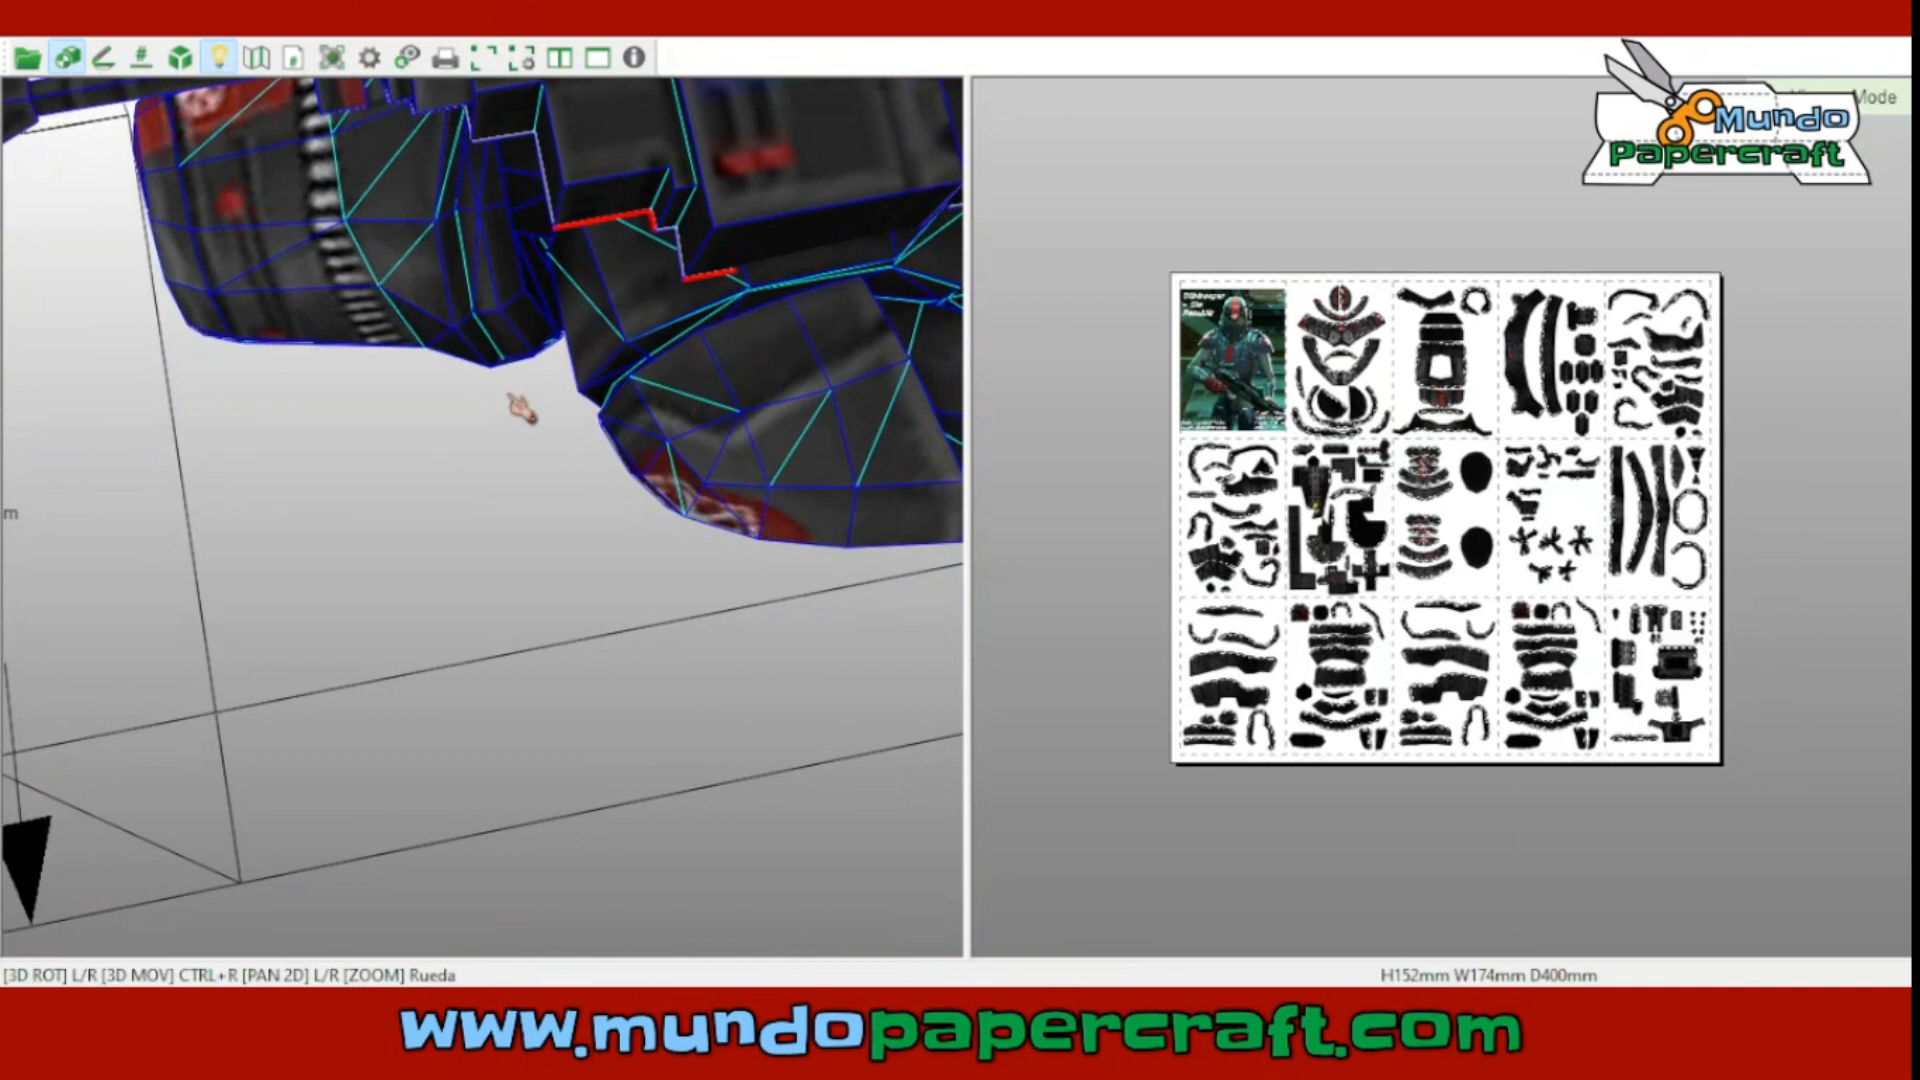 Mode
Mundo
Papercraft
m
[3D ROT] L/R [3D MOV] CTRL+R [PAN 2D] L/R [ZOOM] Rueda
H152mm W174mm D400mm
www.mundopapercraft.com